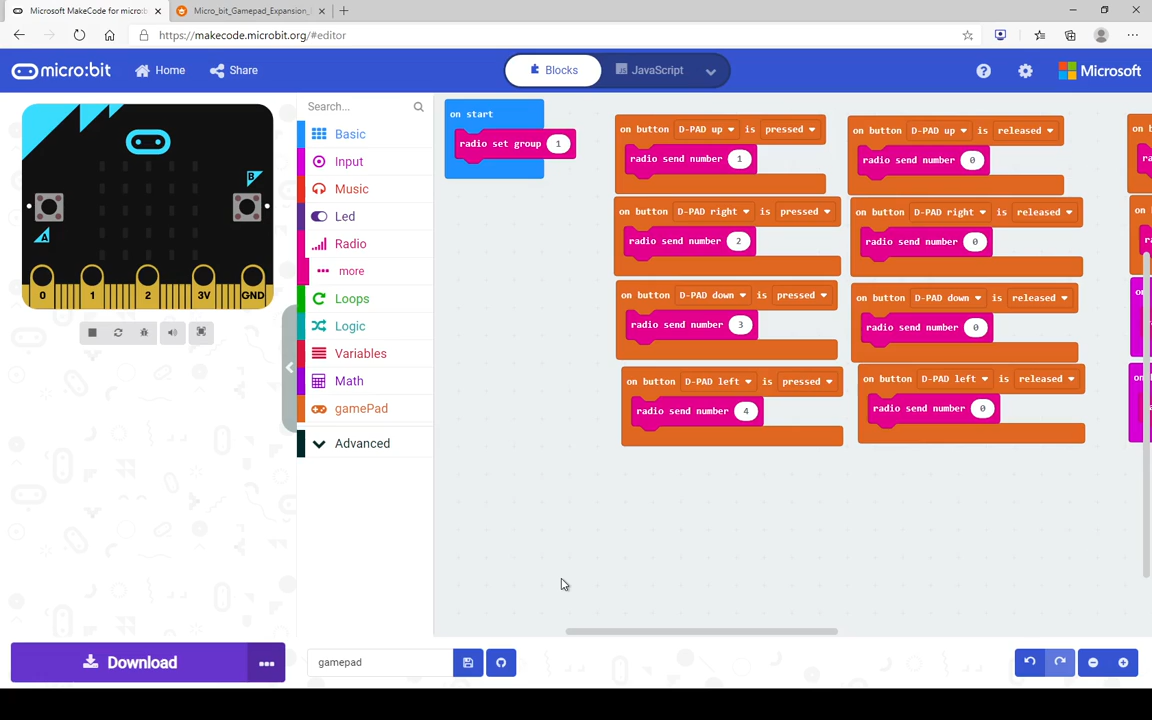 Microsoft MakeCode for micro:b
Micro_bit_Gamepad_Expansion_
https://makecode.microbit.org/#editor
micro:bit
Home
Share
Blocks
JavaScript
Microsoft
Search...
Basic
Input
Music
Led
Radio
more
Loops
Logic
Variables
Math
gamePad
Advanced
A
B
0 1 2 3V GND
on start
radio set group 1
on button D-PAD up is pressed
radio send number 1
on button D-PAD right is pressed
radio send number 2
on button D-PAD down is pressed
radio send number 3
on button D-PAD left is pressed
radio send number 4
on button D-PAD up is released
radio send number 0
on button D-PAD right is released
radio send number 0
on button D-PAD down is released
radio send number 0
on button D-PAD left is released
radio send number 0
Download
gamepad